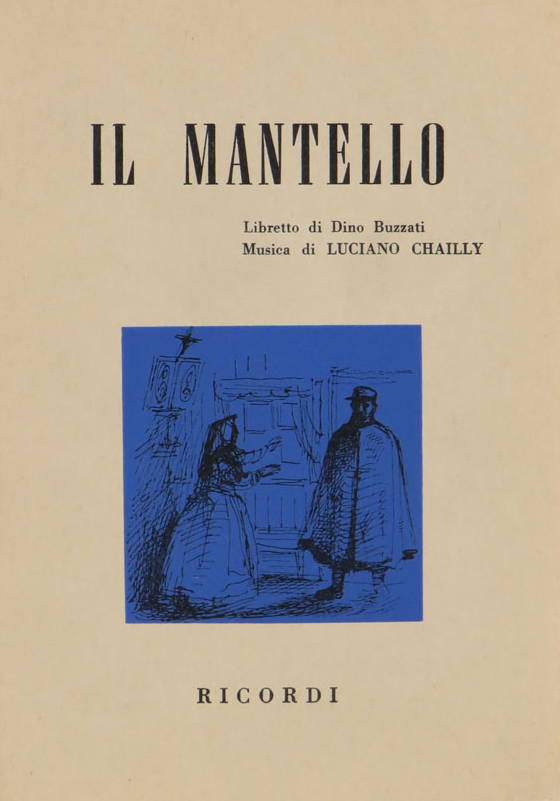 IL MANTELLO
Libretto di Dino Buzzati
Musica di LUCIANO CHAILLY
RICORDI